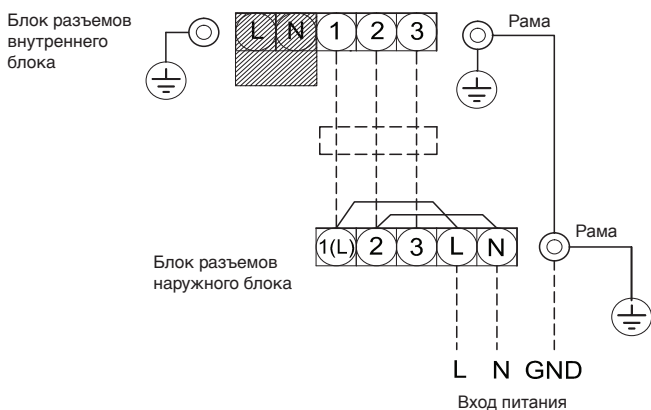 Блок разъемов
внутреннего
блока
L N 1 2 3
Рама
1(L) 2 3 L N
Рама
Блок разъемов
наружного блока
L N GND
Вход питания